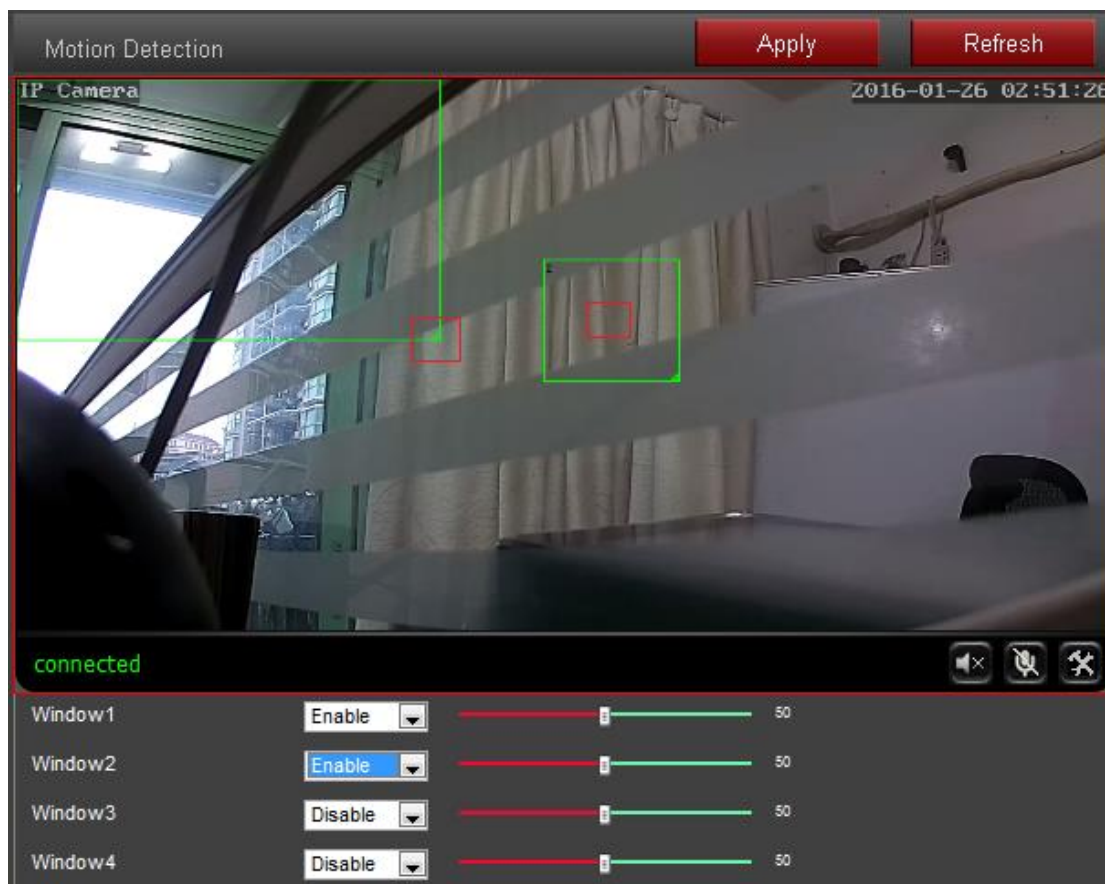 Motion Detection Apply Refresh
IP Camera 2016-01-26 02:51:26
2
connected
Window1 Enable 50
Window2 Enable 50
Window3 Disable 50
Window4 Disable 50